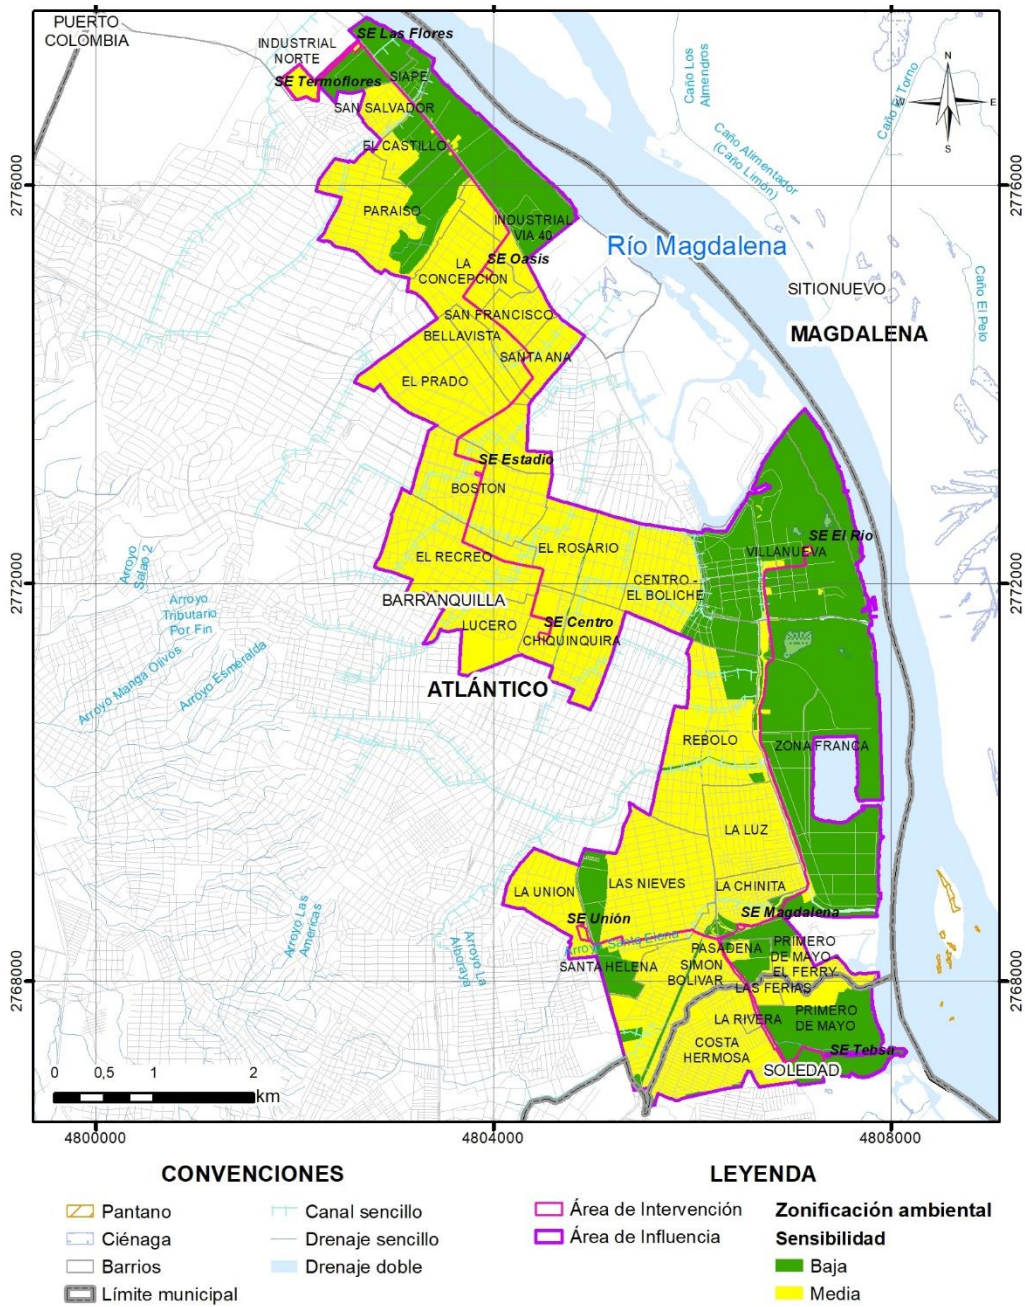 PUERTO
COLOMBIA
INDUSTRIAL
NORTE
SE Las Flores
SE Termoflores
SIAPE
SAN SALVADOR
EL CASTILLO
PARAISO
INDUSTRIAL
VIA 40
SE Oasis
LA
CONCEPCIÓN
SAN FRANCISCO
BELLAVISTA
SANTA ANA
EL PRADO
Caño Los
Almendros
Caño El Torno
Caño Alimentador
(Caño Limón)
N
W
E
S
Río Magdalena
SITIONUEVO
MAGDALENA
Caño El Pelo
SE Estadio
BOSTON
EL RECREO
EL ROSARIO
CENTRO -
EL BOLICHE
SE El Rio
VILLANUEVA
BARRANQUILLA
LUCERO
SE Centro
CHIQUINQUIRA
ATLÁNTICO
Arroyo
Salao 2
Arroyo
Tributario
Por Fin
Arroyo Manga Olivos
Arroyo Esmeralda
REBOLO
ZONA FRANCA
LA LUZ
LA UNION
LAS NIEVES
LA CHINITA
SE Unión
SE Magdalena
Arroyo Santa Elena
PASADENA
PRIMERO
DE MAYO -
EL FERRY
SANTA HELENA
SIMON
BOLIVAR
LAS FERIAS
LA RIVERA
PRIMERO
DE MAYO
COSTA
HERMOSA
SE Tebsa
SOLEDAD
Arroyo Las
Americas
Arroyo La
Alboraya
0 0,5 1 2
km
2776000
2772000
2768000
2776000
2772000
2768000
4800000
4804000
4808000
CONVENCIONES
Pantano
Ciénaga
Barrios
Límite municipal
Canal sencillo
Drenaje sencillo
Drenaje doble
LEYENDA
Área de Intervención
Área de Influencia
Zonificación ambiental
Sensibilidad
Baja
Media